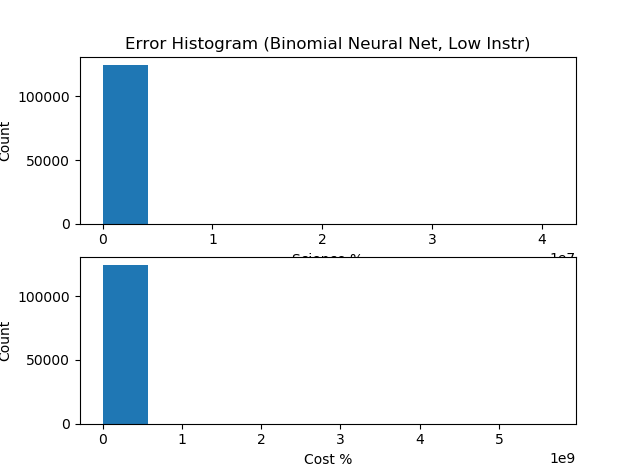 Error Histogram (Binomial Neural Net, Low Instr)
100000
50000
0
Count
0 1 2 3 4
1e7
Science %
100000
50000
0
Count
0 1 2 3 4 5
1e9
Cost %